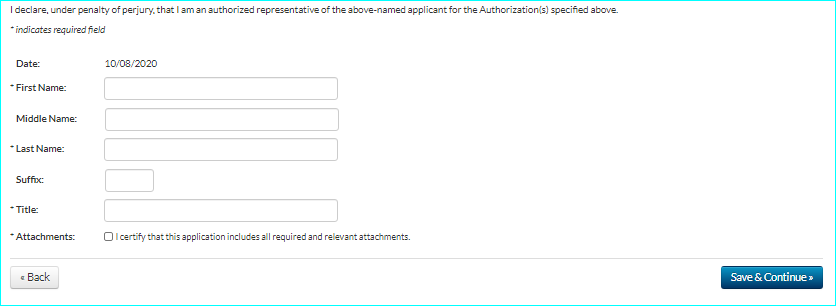 I declare, under penalty of perjury, that I am an authorized representative of the above-named applicant for the Authorization(s) specified above.
* indicates required field
Date: 10/08/2020
* First Name:
Middle Name:
* Last Name:
Suffix:
* Title:
* Attachments: I certify that this application includes all required and relevant attachments.
« Back Save & Continue »